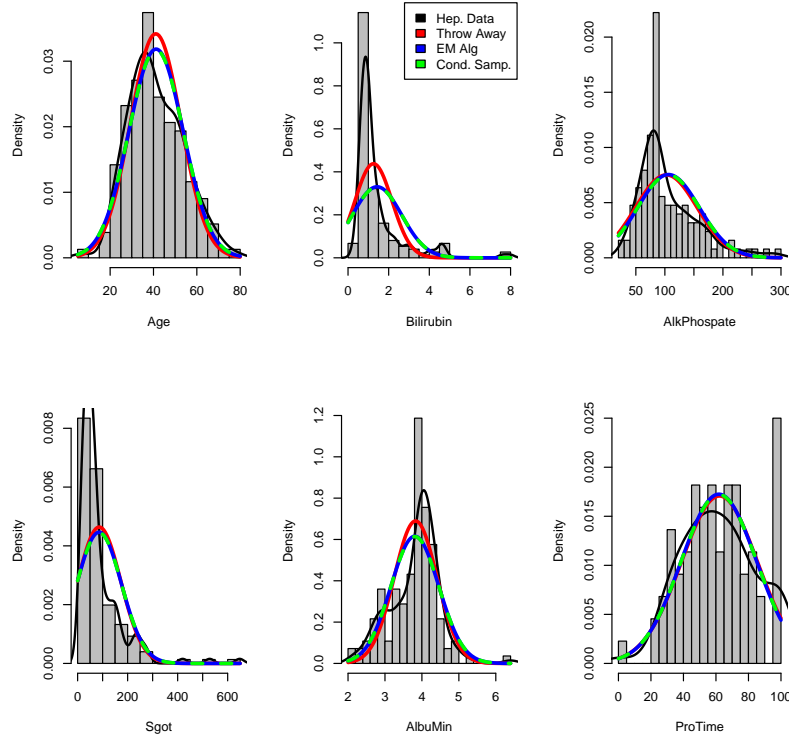 Hep. Data
Throw Away
EM Alg
Cond. Samp.
Density
0.00 0.01 0.02 0.03
20 40 60 80
Age
Density
0.0 0.2 0.4 0.6 0.8 1.0
0 2 4 6 8
Bilirubin
Density
0.000 0.005 0.010 0.015 0.020
50 100 200 300
AlkPhospate
Density
0.000 0.002 0.004 0.006 0.008
0 200 400 600
Sgot
Density
0.0 0.2 0.4 0.6 0.8 1.0 1.2
2 3 4 5 6
AlbuMin
Density
0.000 0.005 0.010 0.015 0.020 0.025
0 20 40 60 80 100
ProTime